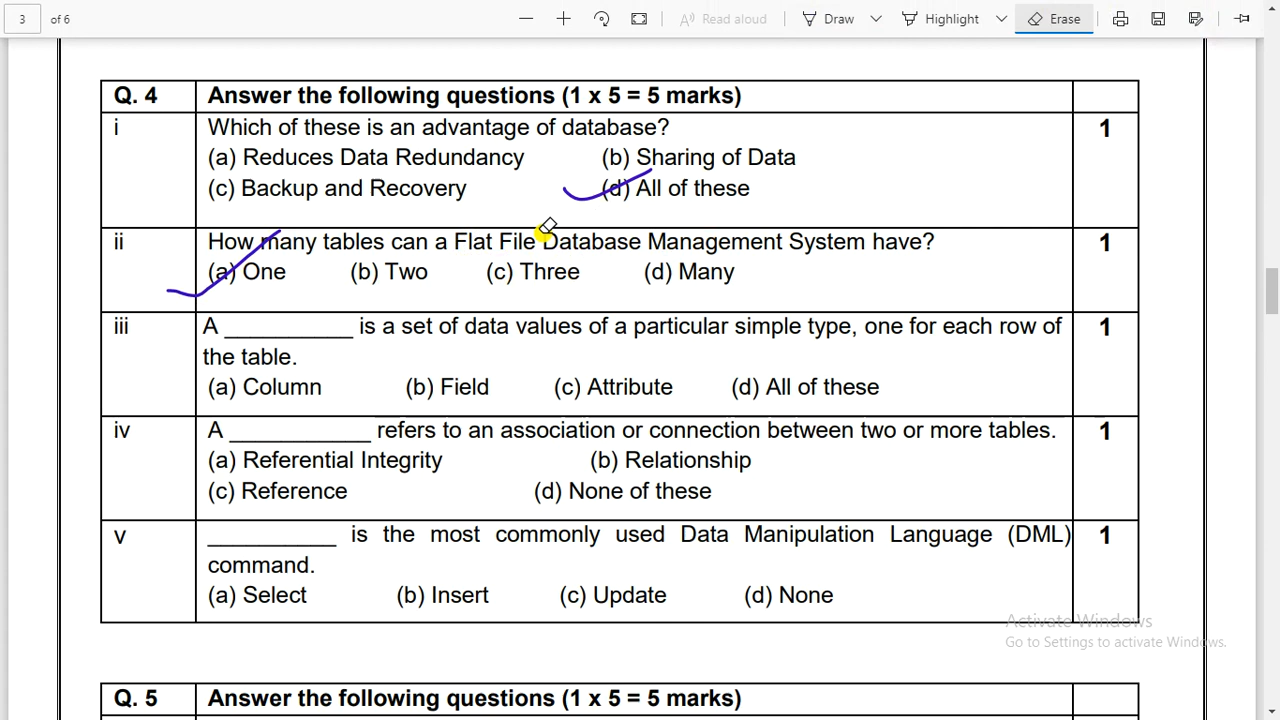 3 of 6 Read aloud Draw Highlight Erase
Q. 4 Answer the following questions (1 x 5 = 5 marks)
i Which of these is an advantage of database? 1
(a) Reduces Data Redundancy (b) Sharing of Data
(c) Backup and Recovery (d) All of these
ii How many tables can a Flat File Database Management System have? 1
(a) One (b) Two (c) Three (d) Many
iii A __________ is a set of data values of a particular simple type, one for each row of 1
the table.
(a) Column (b) Field (c) Attribute (d) All of these
iv A ___________ refers to an association or connection between two or more tables. 1
(a) Referential Integrity (b) Relationship
(c) Reference (d) None of these
v __________ is the most commonly used Data Manipulation Language (DML) 1
command.
(a) Select (b) Insert (c) Update (d) None
Activate Windows
Go to Settings to activate Windows.
Q. 5 Answer the following questions (1 x 5 = 5 marks)